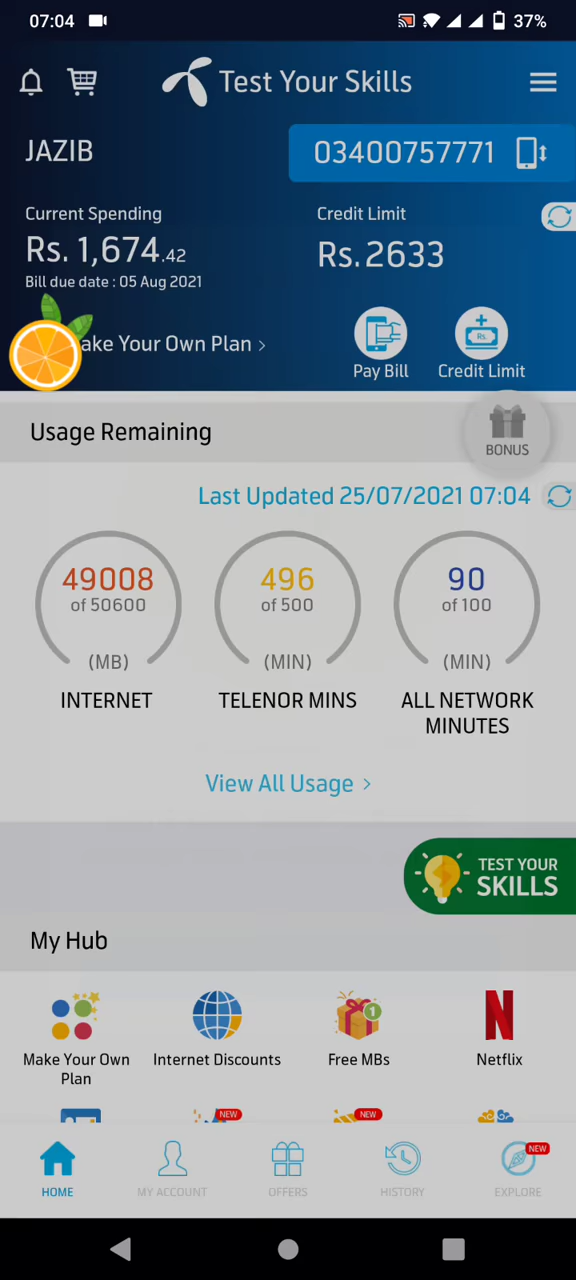 07:04
37%
Test Your Skills
JAZIB
03400757771
Current Spending
Credit Limit
Rs. 1,674.42
Rs. 2633
Bill due date : 05 Aug 2021
ake Your Own Plan >
Rs.
Pay Bill
Credit Limit
Usage Remaining
BONUS
Last Updated 25/07/2021 07:04
49008
of 50600
(MB)
INTERNET
496
of 500
(MIN)
TELENOR MINS
90
of 100
(MIN)
ALL NETWORK
MINUTES
View All Usage >
TEST YOUR
SKILLS
My Hub
Make Your Own
Plan
Internet Discounts
1
Free MBs
Netflix
NEW
NEW
HOME
MY ACCOUNT
OFFERS
HISTORY
NEW
EXPLORE